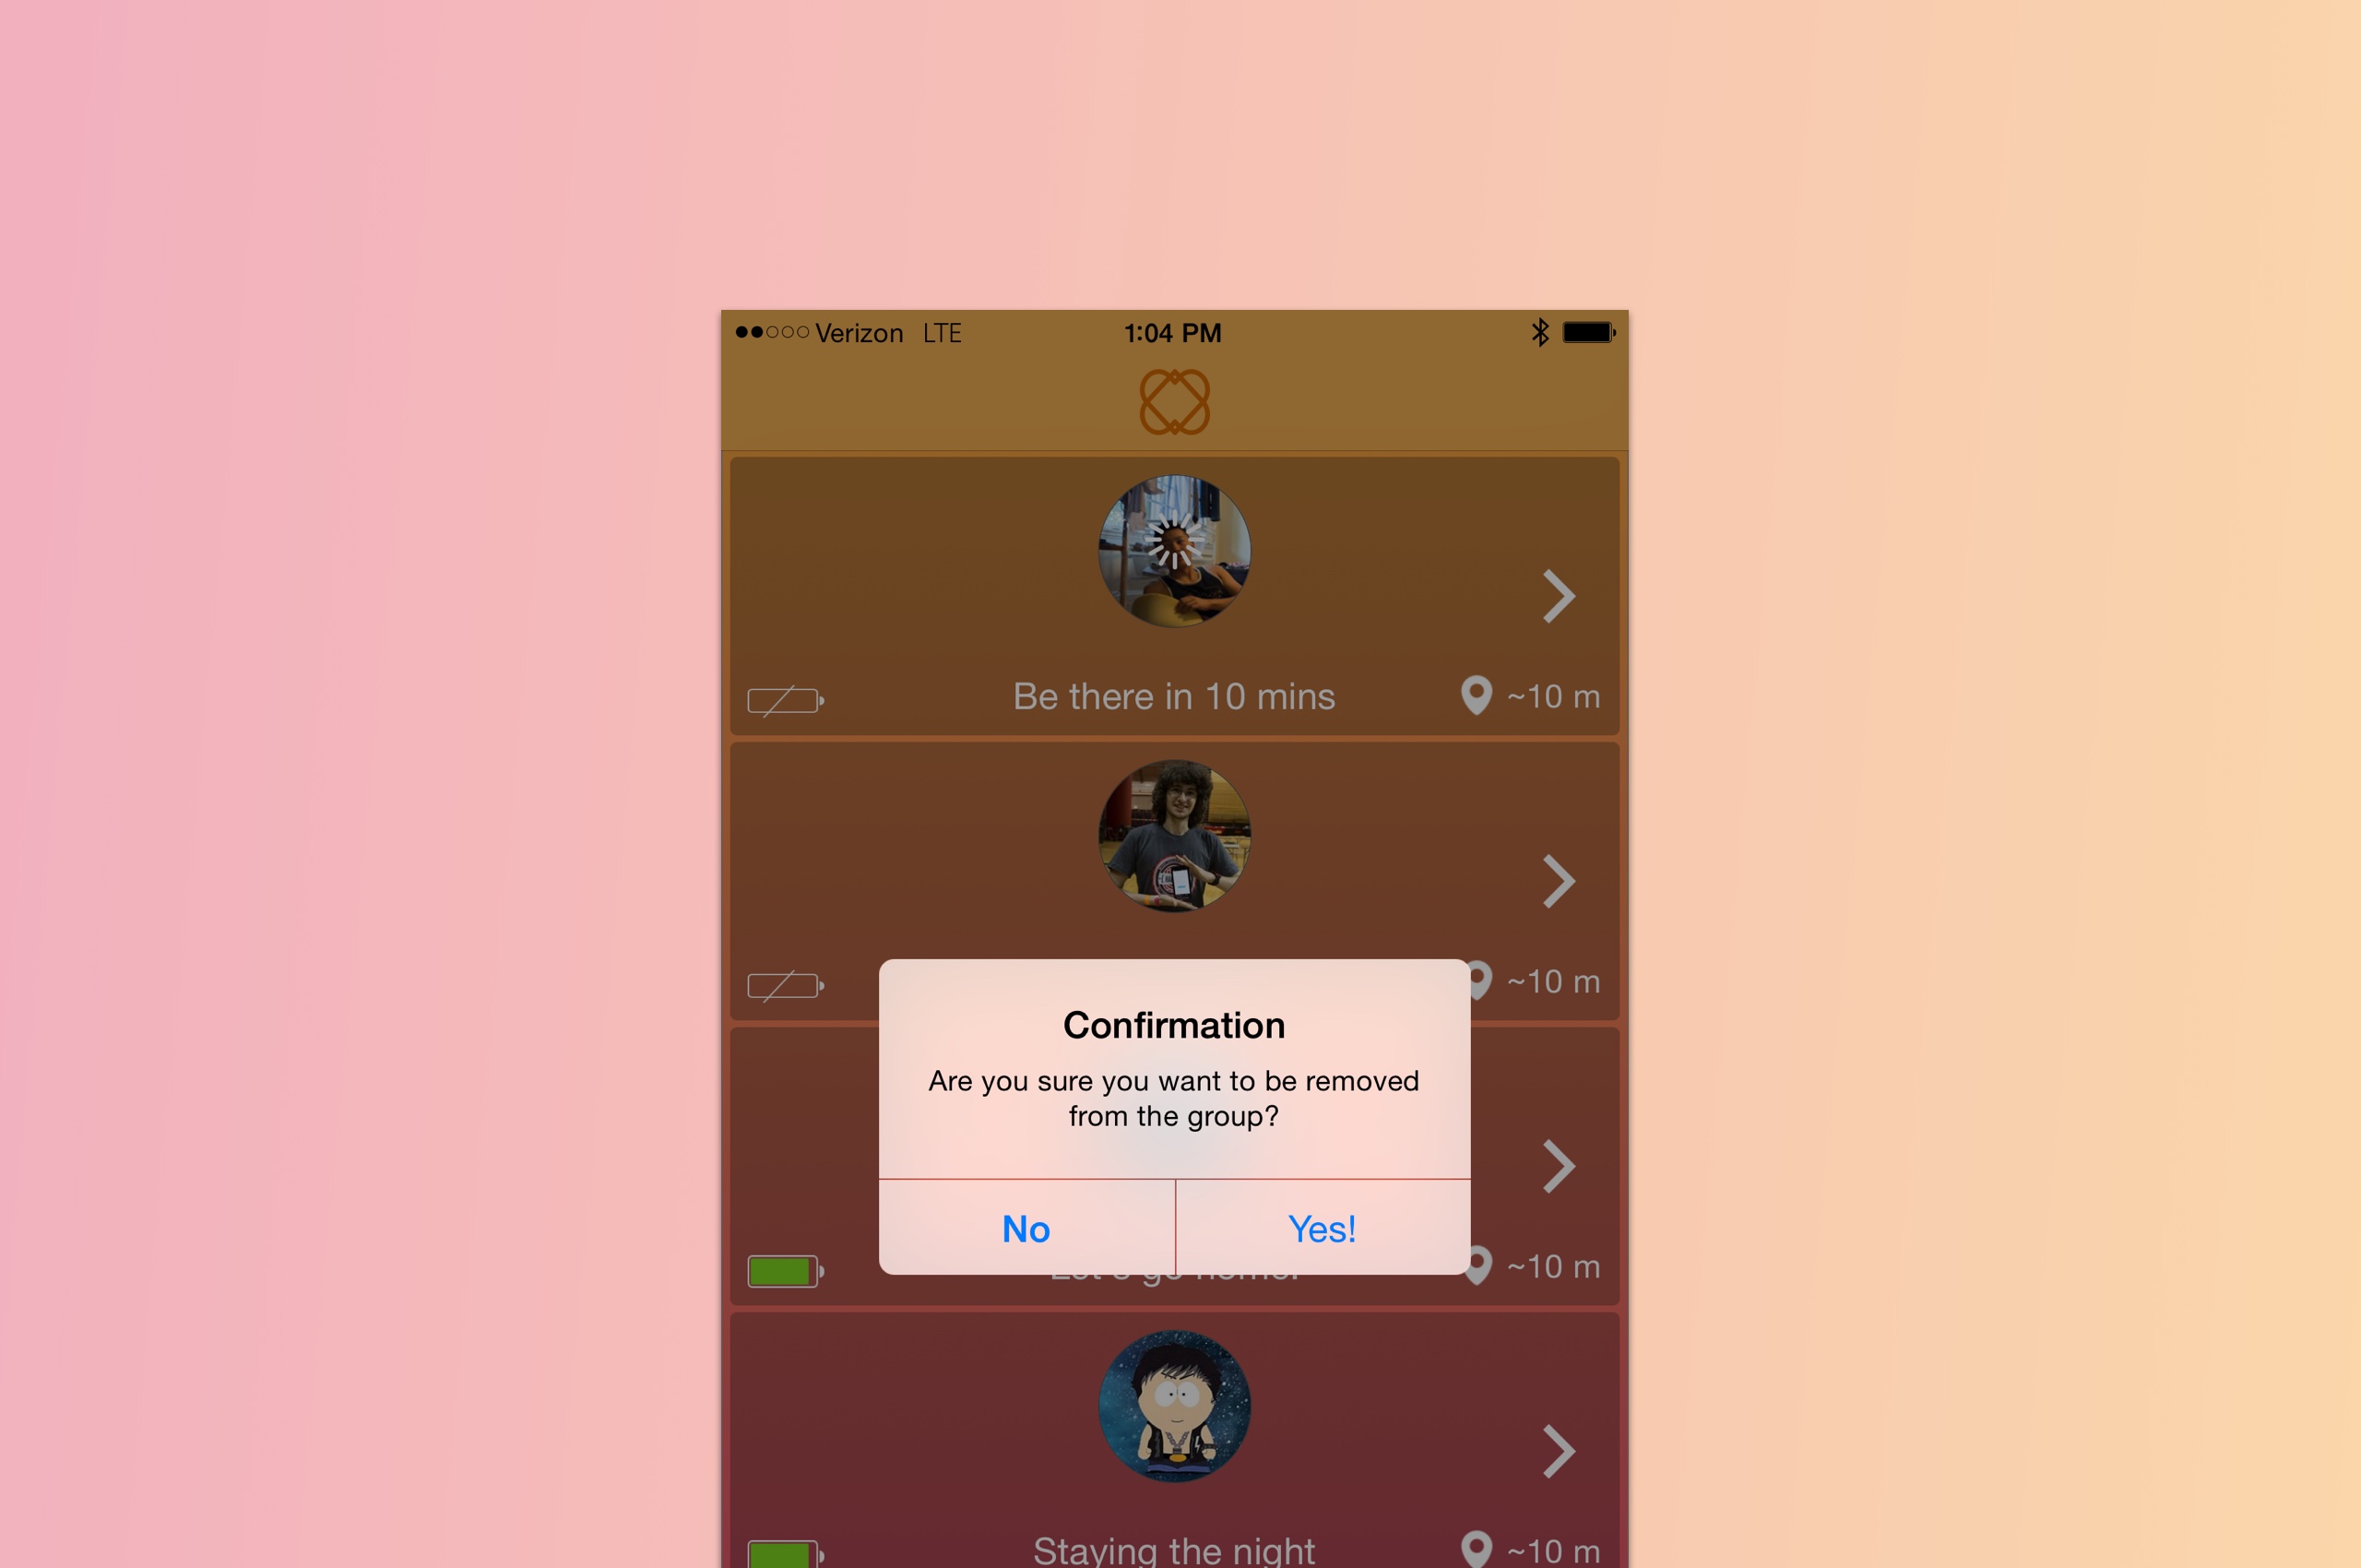 Verizon LTE 1:04 PM
Be there in 10 mins ~10 m
~10 m
Confirmation
Are you sure you want to be removed
from the group?
No Yes!
~10 m
Staying the night ~10 m